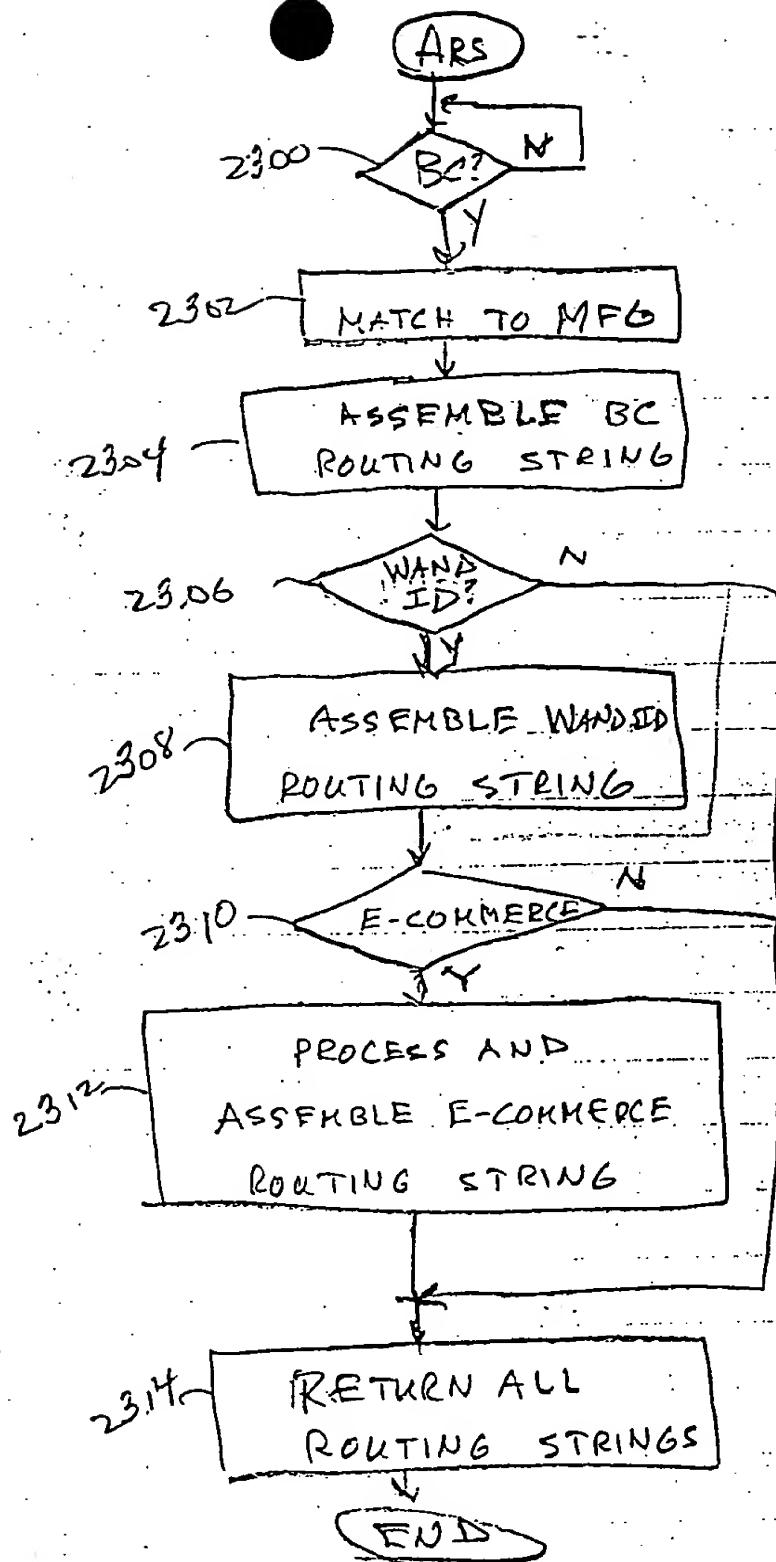 ARS
2300
BC?
N
Y
2302
MATCH TO MFG
2304
ASSEMBLE BC
ROUTING STRING
2306
WAND
ID?
N
Y
2308
ASSEMBLE WAND ID
ROUTING STRING
2310
E-COMMERCE
N
Y
2312
PROCESS AND
ASSEMBLE E-COMMERCE
ROUTING STRING
2314
RETURN ALL
ROUTING STRINGS
END